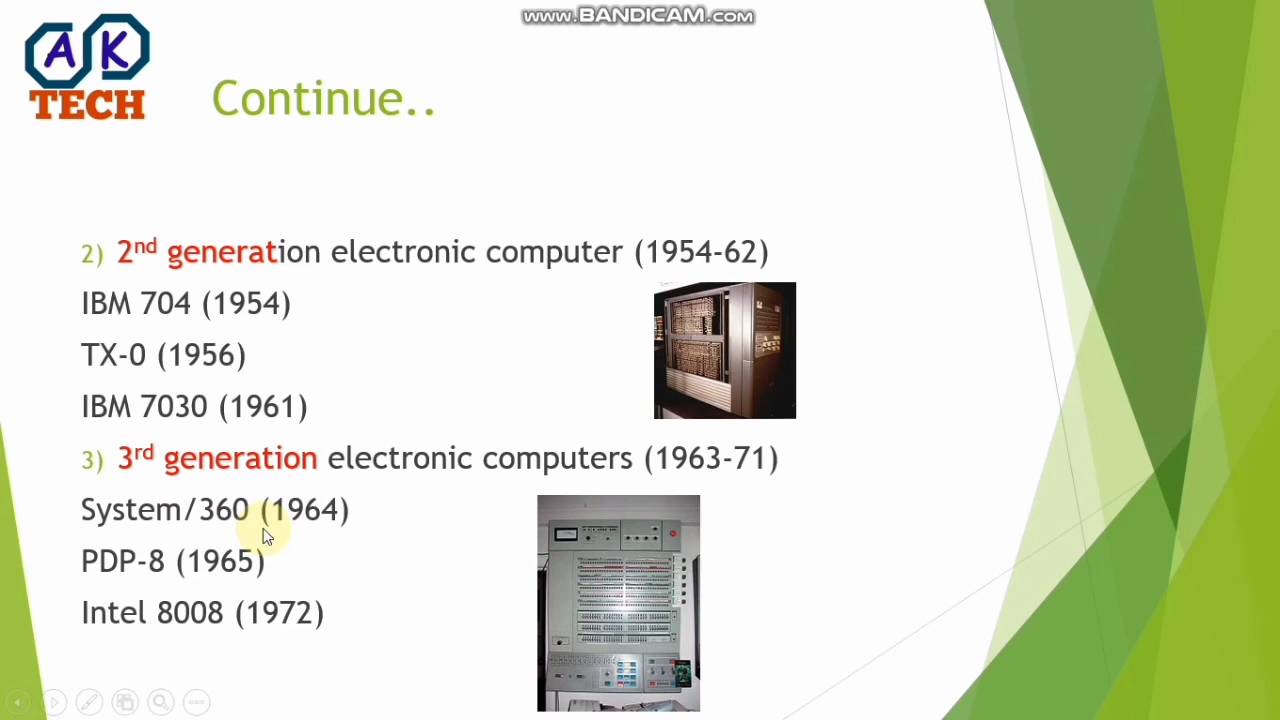 www.BANDICAM.com
A K
TECH
Continue..
2) 2nd generation electronic computer (1954-62)
IBM 704 (1954)
TX-0 (1956)
IBM 7030 (1961)
3) 3rd generation electronic computers (1963-71)
System/360 (1964)
PDP-8 (1965)
Intel 8008 (1972)